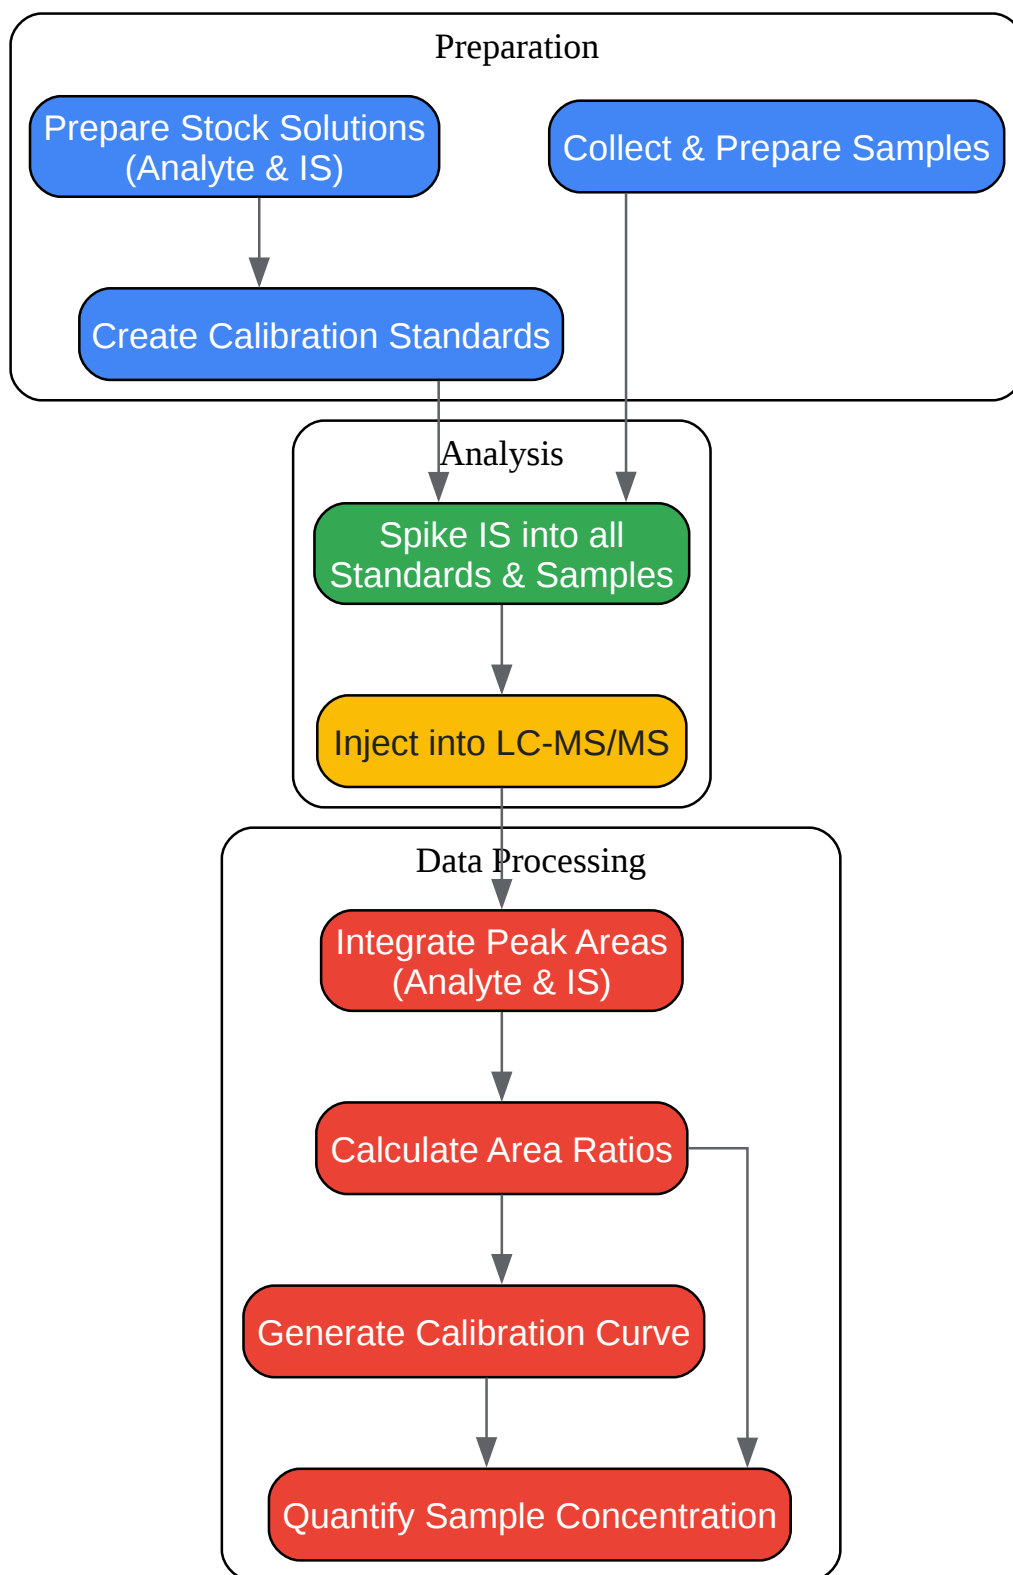 Preparation
Prepare Stock Solutions
(Analyte & IS)
Collect & Prepare Samples
Create Calibration Standards
Analysis
Spike IS into all
Standards & Samples
Inject into LC-MS/MS
Data Processing
Integrate Peak Areas
(Analyte & IS)
Calculate Area Ratios
Generate Calibration Curve
Quantify Sample Concentration